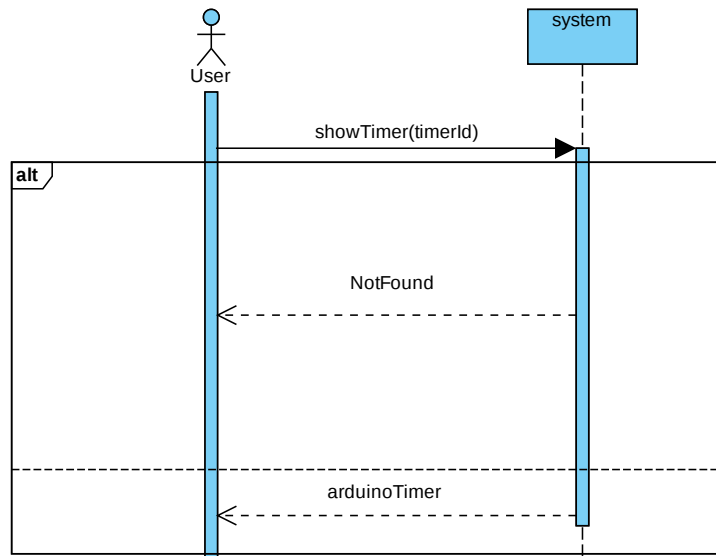 system
User
showTimer(timerId)
alt
NotFound
arduinoTimer